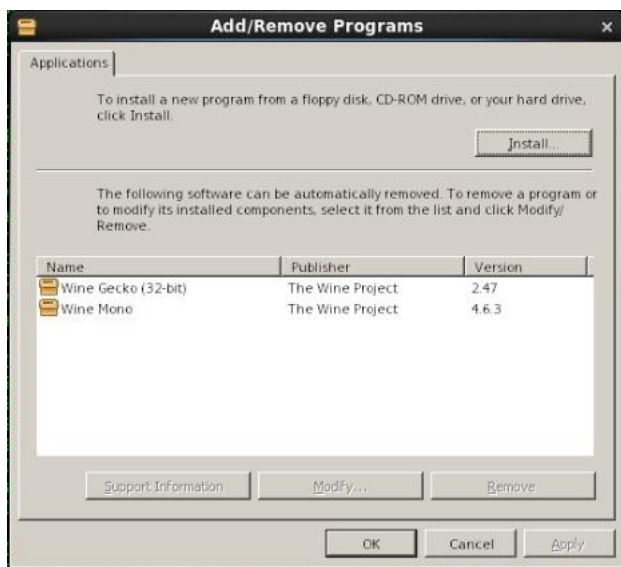 Add/Remove Programs
Applications
To install a new program from a floppy disk, CD-ROM drive, or your hard drive,
click Install.
Install...
The following software can be automatically removed. To remove a program or
to modify its installed components, select it from the list and click Modify/
Remove.
Name Publisher Version
Wine Gecko (32-bit) The Wine Project 2.47
Wine Mono The Wine Project 4.6.3
Support Information Modify... Remove
OK Cancel Apply